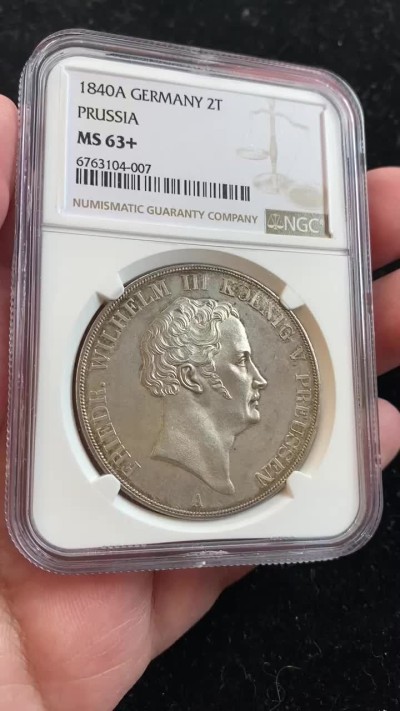 1840A GERMANY 2T
PRUSSIA
MS 63+
6763104-007
NUMISMATIC GUARANTY COMPANY
NGC
FRIEDR. WILHELM III KOENIG V. PREUSSEN
A